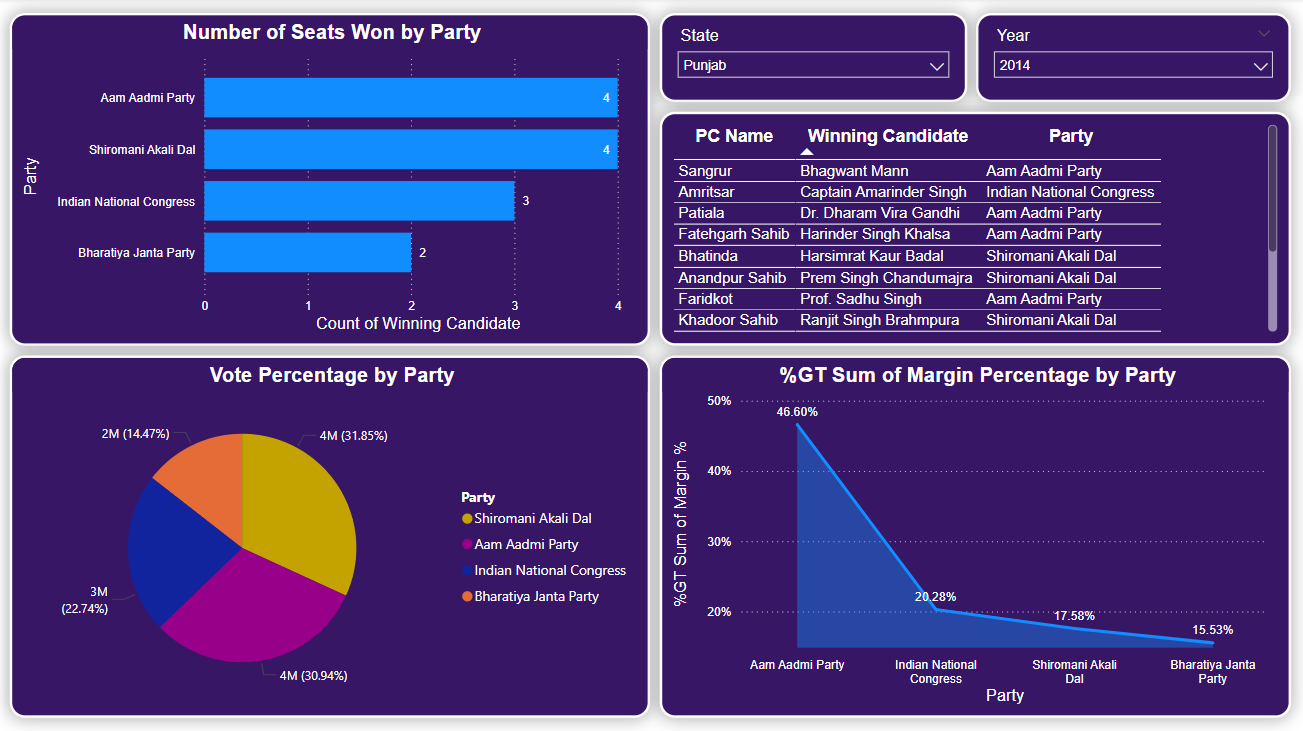 Number of Seats Won by Party
Party
Aam Aadmi Party
4
Shiromani Akali Dal
4
Indian National Congress
3
Bharatiya Janta Party
2
0 1 2 3 4
Count of Winning Candidate
State
Punjab
Year
2014
PC Name Winning Candidate Party
Sangrur Bhagwant Mann Aam Aadmi Party
Amritsar Captain Amarinder Singh Indian National Congress
Patiala Dr. Dharam Vira Gandhi Aam Aadmi Party
Fatehgarh Sahib Harinder Singh Khalsa Aam Aadmi Party
Bhatinda Harsimrat Kaur Badal Shiromani Akali Dal
Anandpur Sahib Prem Singh Chandumajra Shiromani Akali Dal
Faridkot Prof. Sadhu Singh Aam Aadmi Party
Khadoor Sahib Ranjit Singh Brahmpura Shiromani Akali Dal
Vote Percentage by Party
2M (14.47%)
4M (31.85%)
3M
(22.74%)
4M (30.94%)
Party
Shiromani Akali Dal
Aam Aadmi Party
Indian National Congress
Bharatiya Janta Party
%GT Sum of Margin Percentage by Party
%GT Sum of Margin %
50%
40%
30%
20%
46.60%
20.28%
17.58%
15.53%
Aam Aadmi Party
Indian National
Congress
Shiromani Akali
Dal
Bharatiya Janta
Party
Party